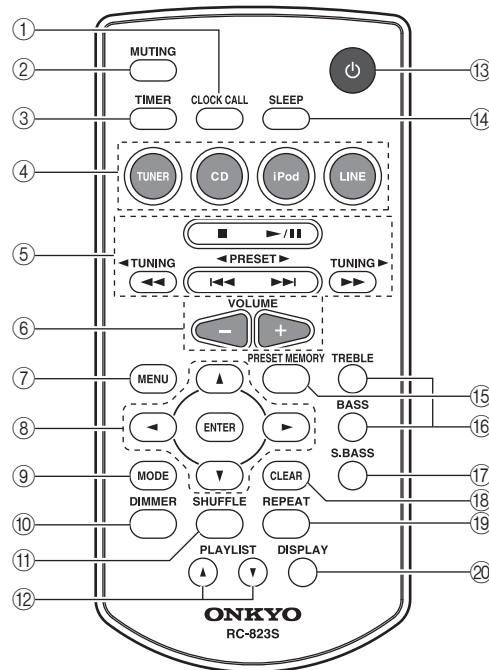 ①
MUTING
② ⑬
TIMER CLOCK CALL SLEEP
③ ⑭
④ TUNER CD iPod LINE
■ ►/❚❚
⑤ ◄TUNING ◄PRESET► TUNING►
◄◄ ❙◄◄ ►►❙ ►►
VOLUME
⑥ − +
PRESET MEMORY TREBLE
⑦ MENU ▲ ⑮
BASS
⑧ ◄ ENTER ► ⑯
S.BASS
⑨ MODE ▼ CLEAR ⑰
⑱
DIMMER SHUFFLE REPEAT
⑩ ⑲
⑪
PLAYLIST DISPLAY
▲ ▼ ⑳
⑫
ONKYO
RC-823S